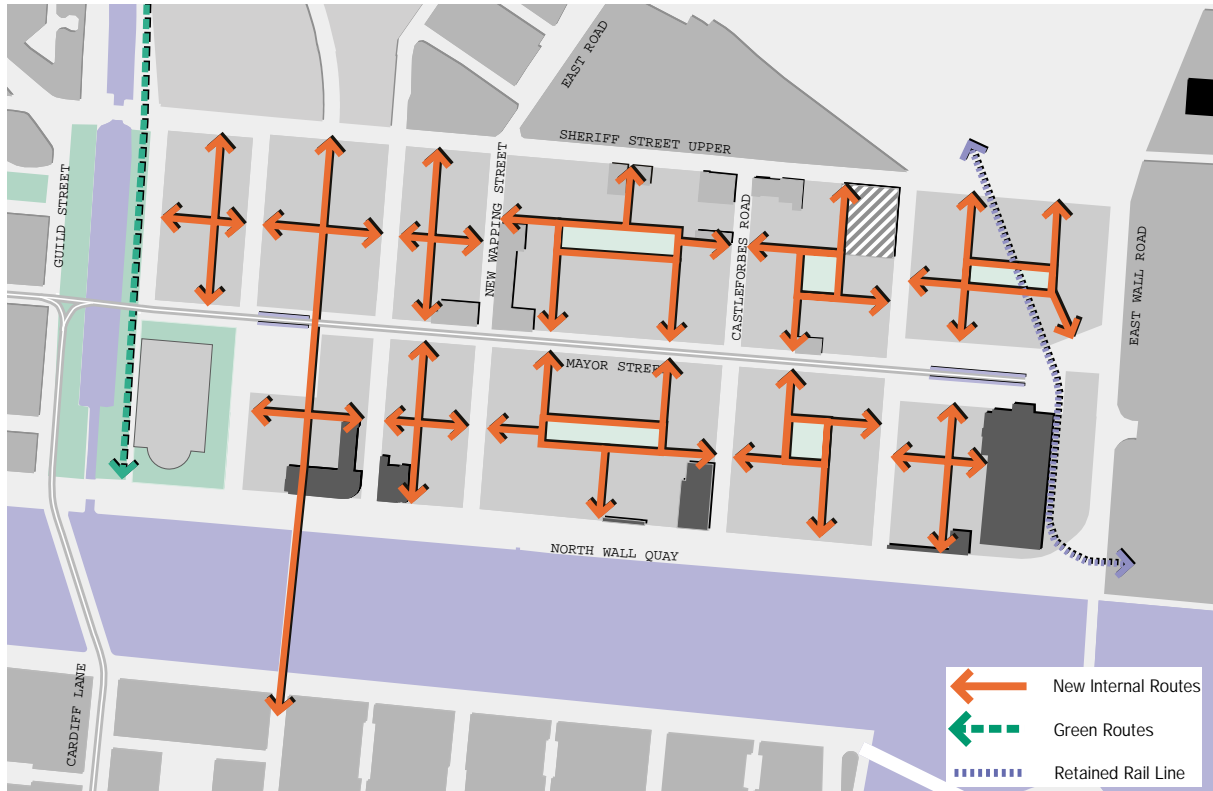 EAST ROAD
SHERIFF STREET UPPER
GUILD STREET
NEW WAPPING STREET
CASTLEFORBES ROAD
EAST WALL ROAD
MAYOR STREET
NORTH WALL QUAY
CARDIFF LANE
New Internal Routes
Green Routes
Retained Rail Line